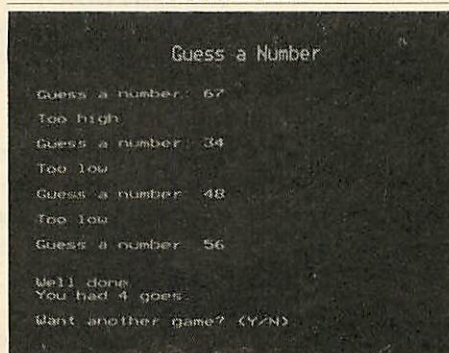 Guess a Number
Guess a number: 67
Too high
Guess a number: 34
Too low
Guess a number: 48
Too low
Guess a number: 56
Well done
You had 4 goes.
Want another game? (Y/N)